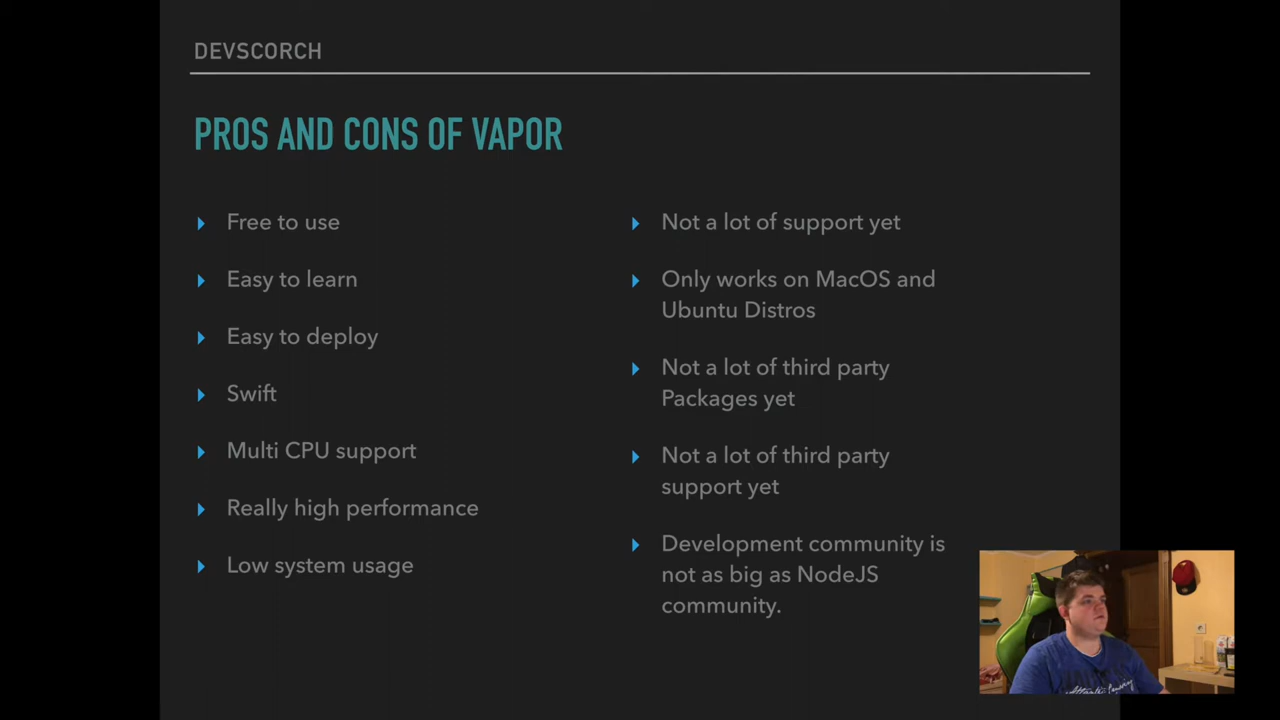 DEVSCORCH
PROS AND CONS OF VAPOR
Free to use
Easy to learn
Easy to deploy
Swift
Multi CPU support
Really high performance
Low system usage
Not a lot of support yet
Only works on MacOS and
Ubuntu Distros
Not a lot of third party
Packages yet
Not a lot of third party
support yet
Development community is
not as big as NodeJS
community.